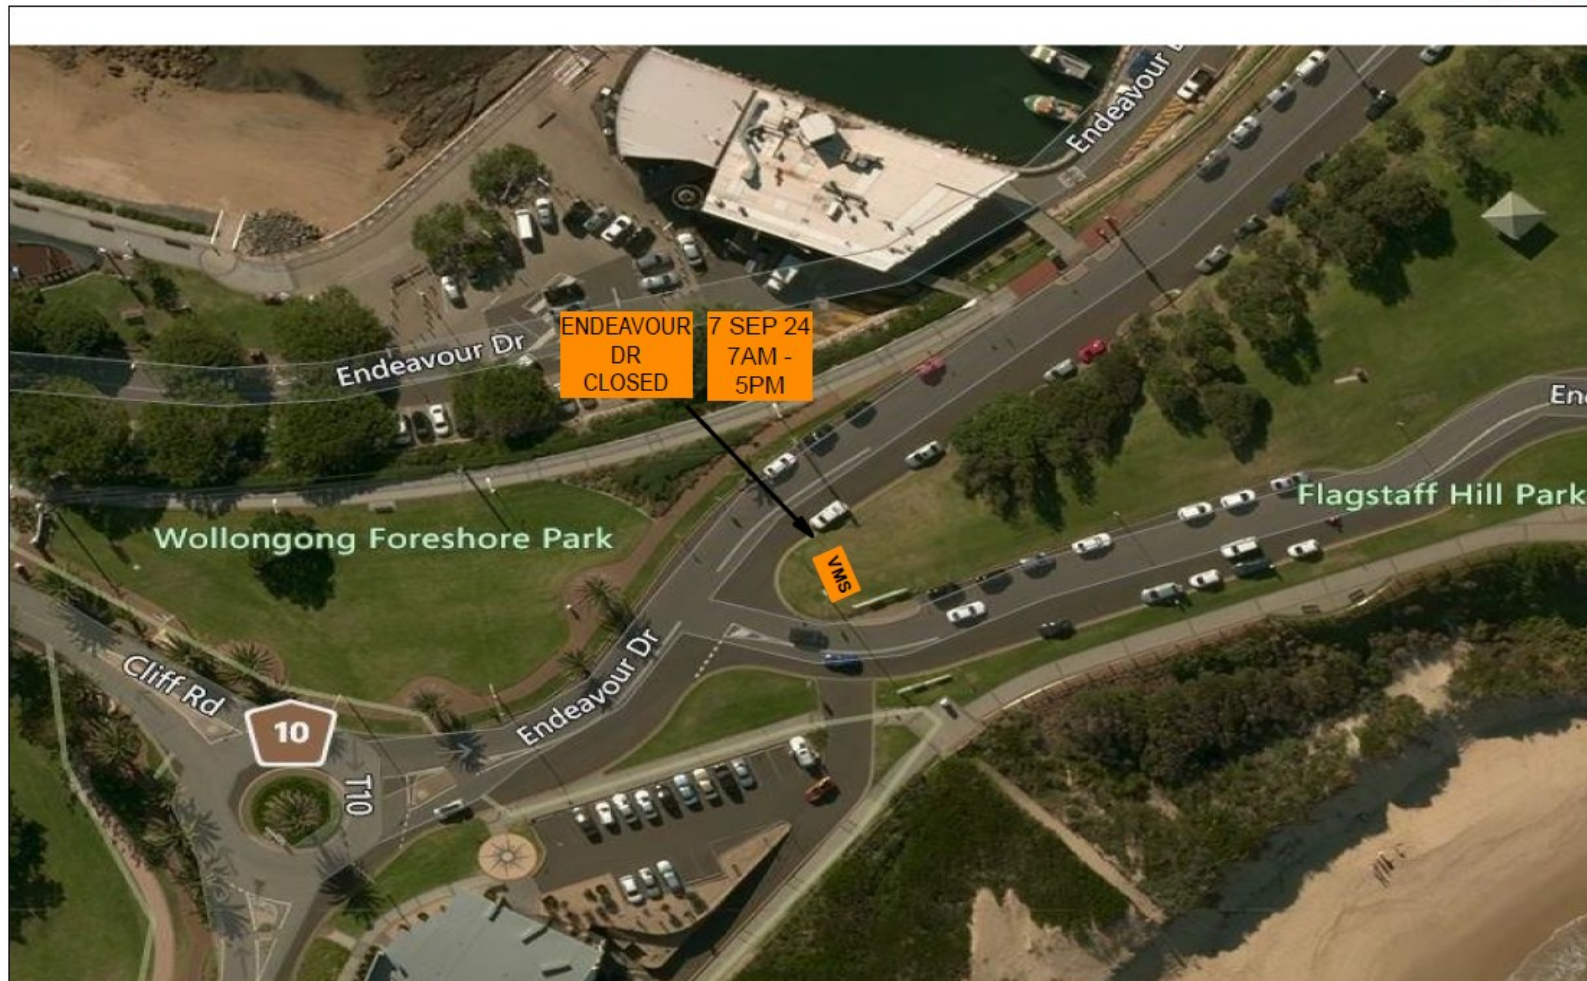 Endeavour D
ENDEAVOUR
DR
CLOSED
7 SEP 24
7AM -
5PM
Endeavour Dr
En
Flagstaff Hill Park
Wollongong Foreshore Park
VMS
Endeavour Dr
Cliff Rd
10
T10